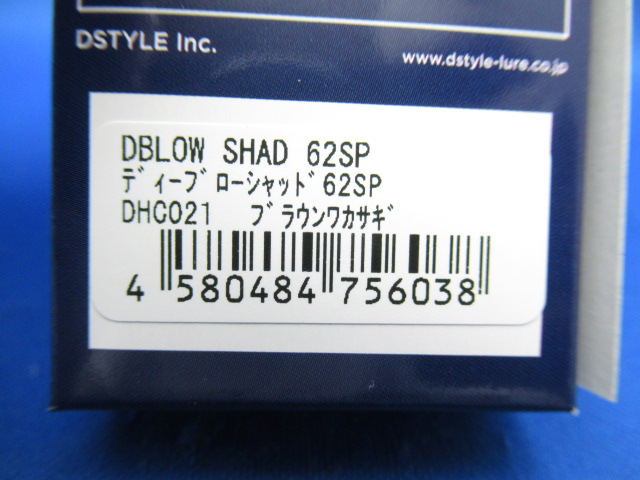 DSTYLE Inc.
www.dstyle-lure.co.jp
DBLOW SHAD 62SP
ﾃﾞｨｰﾌﾞﾛｰｼｬｯﾄﾞ62SP
DHC021 ﾌﾞﾗｳﾝﾜｶｻｷﾞ
4 580484 756038